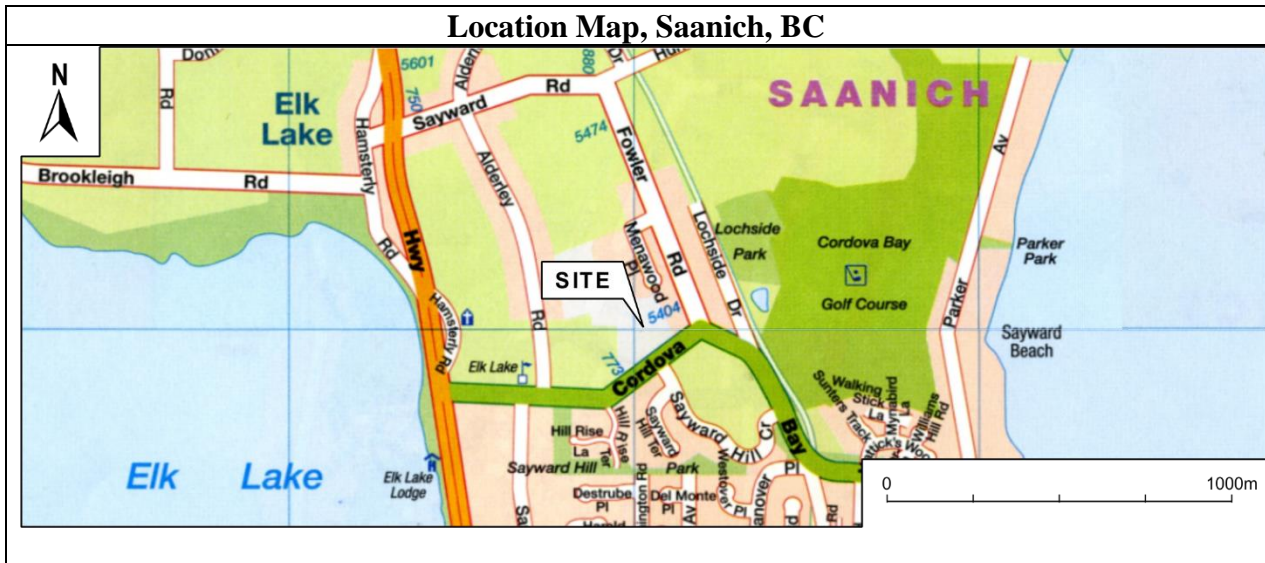 Location Map, Saanich, BC
N
Rd
5601
750
Dr
880
Elk
Lake
Sayward
Rd
SAANICH
Hamsterly
Rd
Brookleigh
Rd
5474
Fowler
Rd
Alderley
Rd
Hwy
Menawood
Pl
Lochside
Dr
Lochside
Park
Cordova Bay
Golf Course
Av
Parker
Parker
Park
SITE
5404
Hamsterly Rd
Sayward
Beach
773
Elk Lake
Cordova
Bay
Walking
Stick
La
Mynabird
La
Williams
Hill Rd
Sunters Track
Sayward
Hill
Cr
Sayward
Hill Ter
Hill Rise
La
Hill Rise
Ter
Sayward Hill
Park
Westover
Pl
Pl
Elk Lake
Elk Lake
Lodge
Destrube
Pl
Del Monte
Pl
Av
Rd
Rd
0
1000m